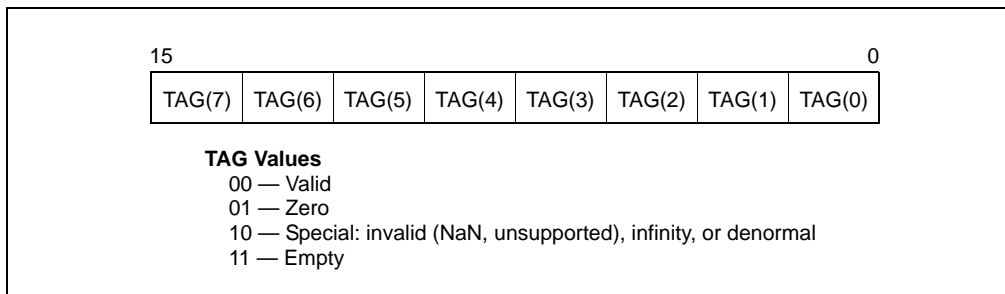 15 0
TAG(7) TAG(6) TAG(5) TAG(4) TAG(3) TAG(2) TAG(1) TAG(0)
TAG Values
00 — Valid
01 — Zero
10 — Special: invalid (NaN, unsupported), infinity, or denormal
11 — Empty